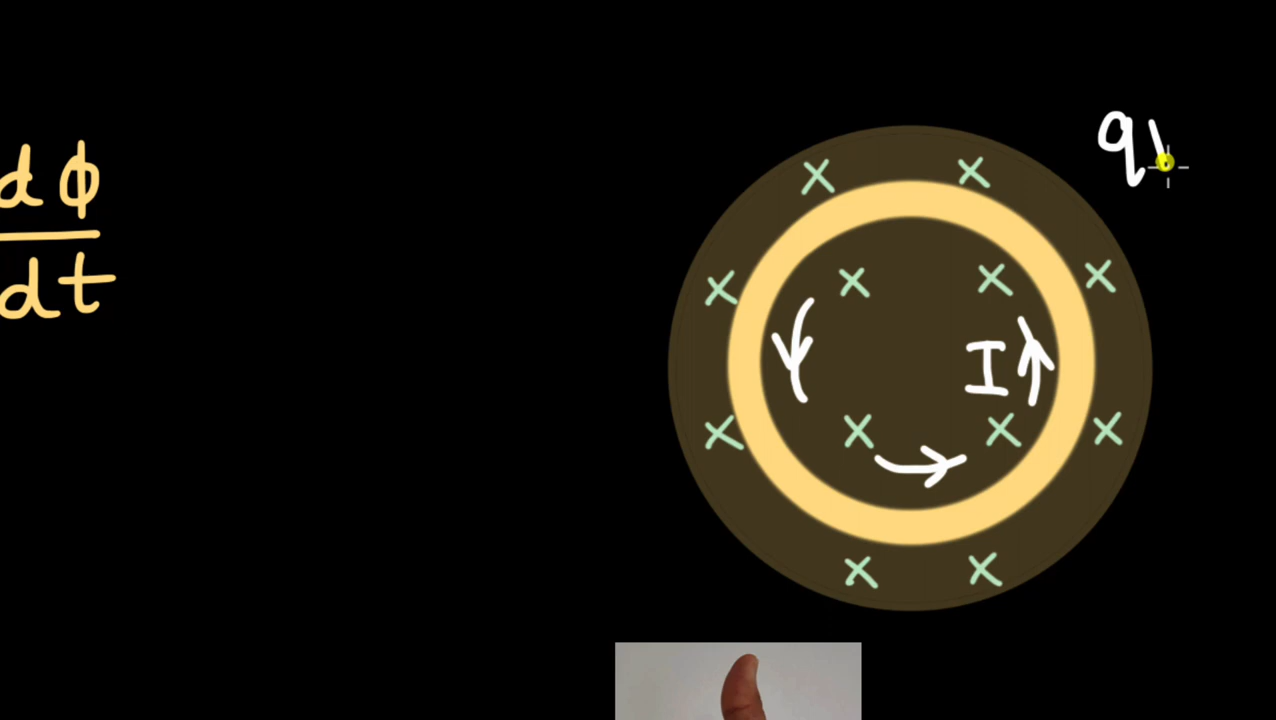 dϕ
dt
q
× ×
× × × ×
I
× × × ×
× ×